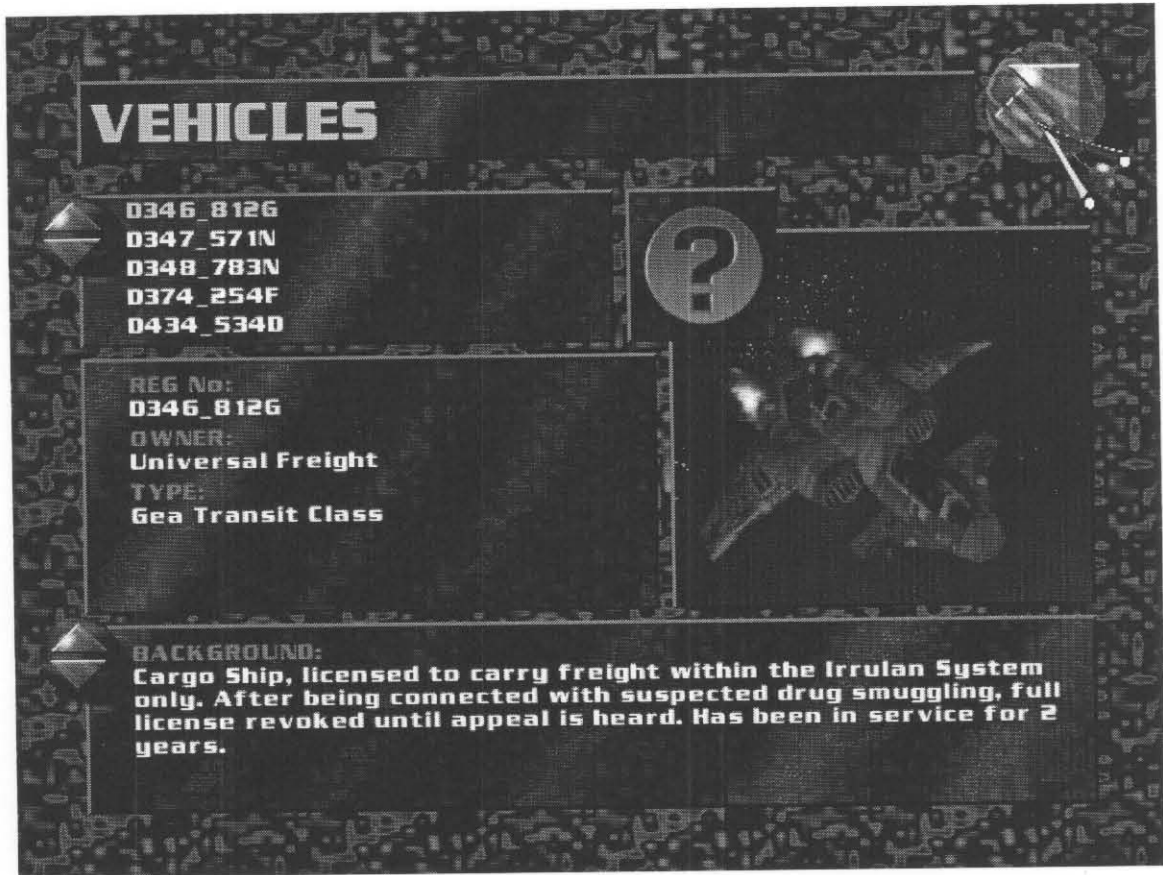 VEHICLES
D346_812G
D347_571N
D348_783N
D374_254F
D434_534D
?
REG No:
D346_812G
OWNER:
Universal Freight
TYPE:
Gea Transit Class
BACKGROUND:
Cargo Ship, licensed to carry freight within the Irrulan System
only. After being connected with suspected drug smuggling, full
license revoked until appeal is heard. Has been in service for 2
years.